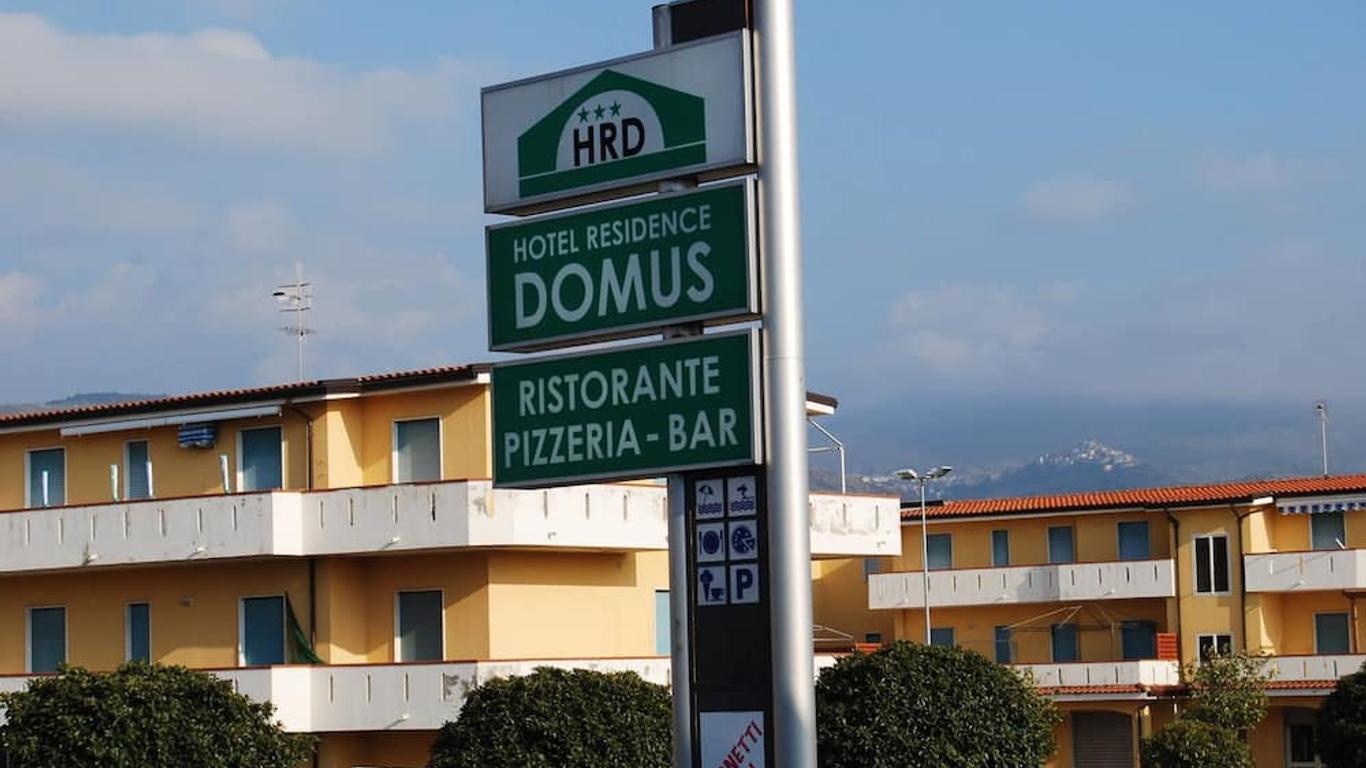 HRD
HOTEL RESIDENCE
DOMUS
RISTORANTE
PIZZERIA-BAR
P